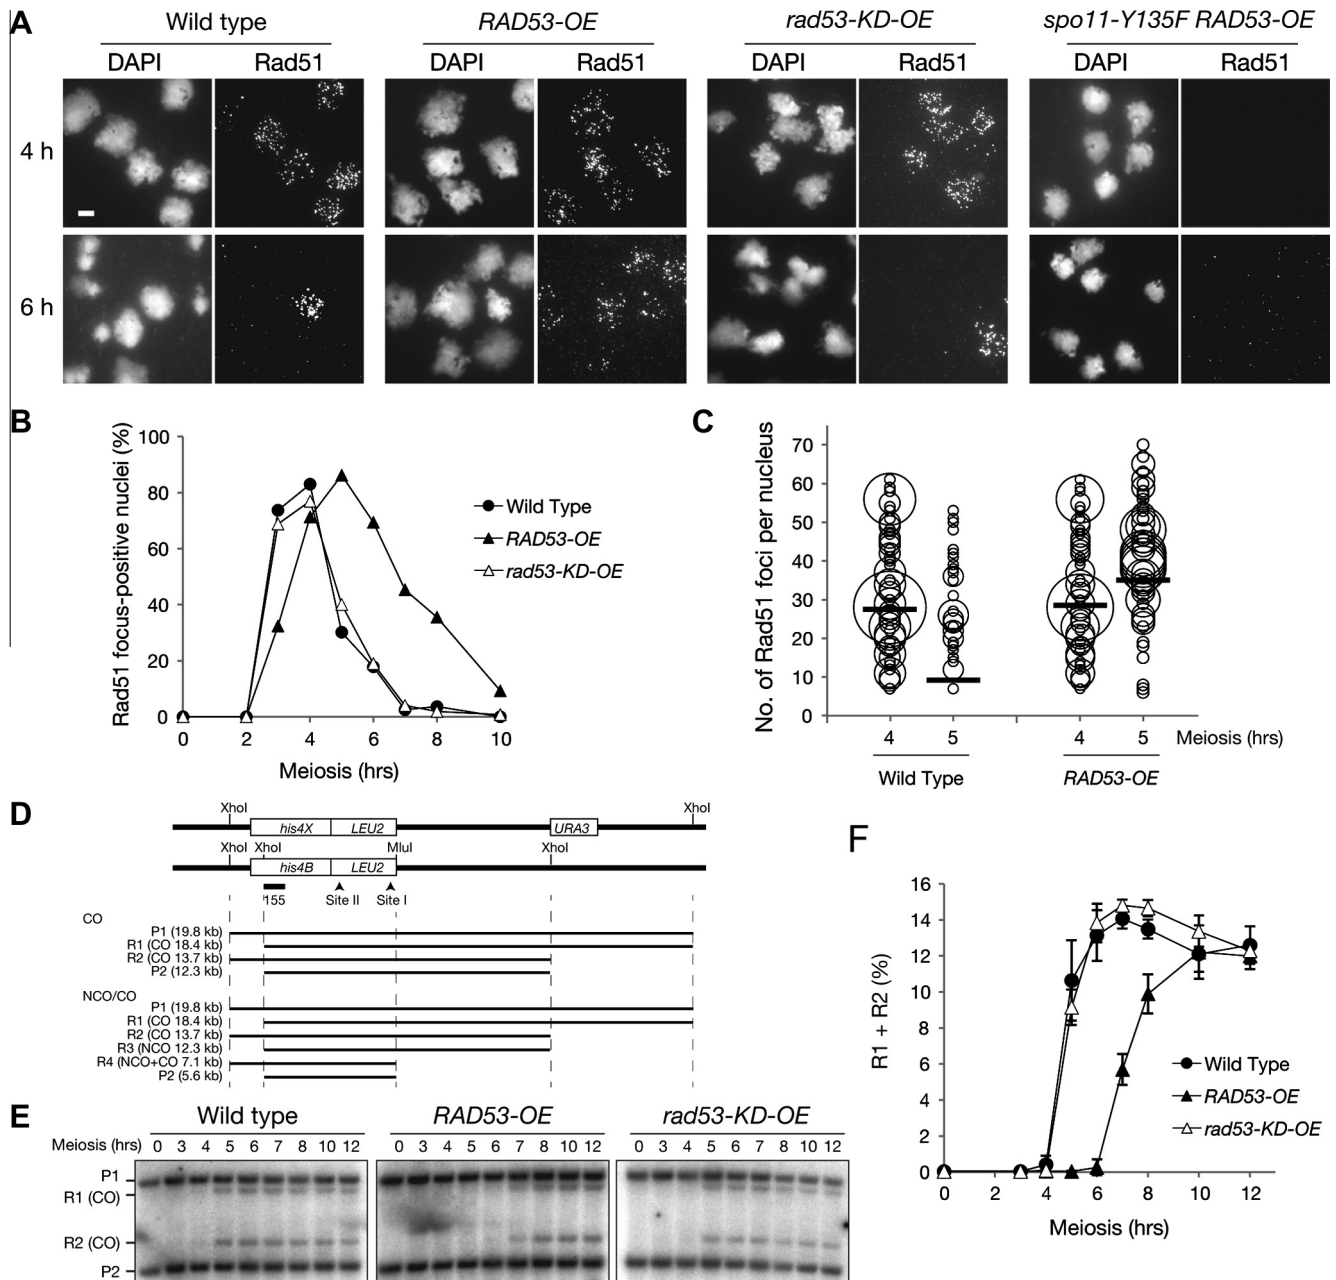 A
Wild type
RAD53-OE
rad53-KD-OE
spo11-Y135F RAD53-OE
DAPI Rad51 DAPI Rad51 DAPI Rad51 DAPI Rad51
4 h
6 h
B
Rad51 focus-positive nuclei (%)
100
80
60
40
20
0
0 2 4 6 8 10
Meiosis (hrs)
Wild Type
RAD53-OE
rad53-KD-OE
C
No. of Rad51 foci per nucleus
70
60
50
40
30
20
10
0
4 5 4 5 Meiosis (hrs)
Wild Type RAD53-OE
D
XhoI XhoI
his4X LEU2 URA3
XhoI XhoI MluI XhoI
his4B LEU2
155 Site II Site I
CO
P1 (19.8 kb)
R1 (CO 18.4 kb)
R2 (CO 13.7 kb)
P2 (12.3 kb)
NCO/CO
P1 (19.8 kb)
R1 (CO 18.4 kb)
R2 (CO 13.7 kb)
R3 (NCO 12.3 kb)
R4 (NCO+CO 7.1 kb)
P2 (5.6 kb)
E
Wild type RAD53-OE rad53-KD-OE
Meiosis (hrs) 0 3 4 5 6 7 8 10 12 0 3 4 5 6 7 8 10 12 0 3 4 5 6 7 8 10 12
P1
R1 (CO)
R2 (CO)
P2
F
R1 + R2 (%)
16
14
12
10
8
6
4
2
0
0 2 4 6 8 10 12
Meiosis (hrs)
Wild Type
RAD53-OE
rad53-KD-OE